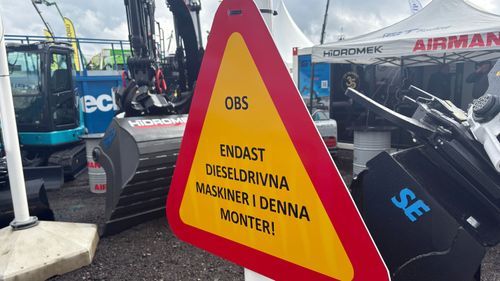 OBS
ENDAST
DIESELDRIVNA
MASKINER I DENNA
MONTER!
HiDROMEK
HiDROMEK
AIRMAN
SE